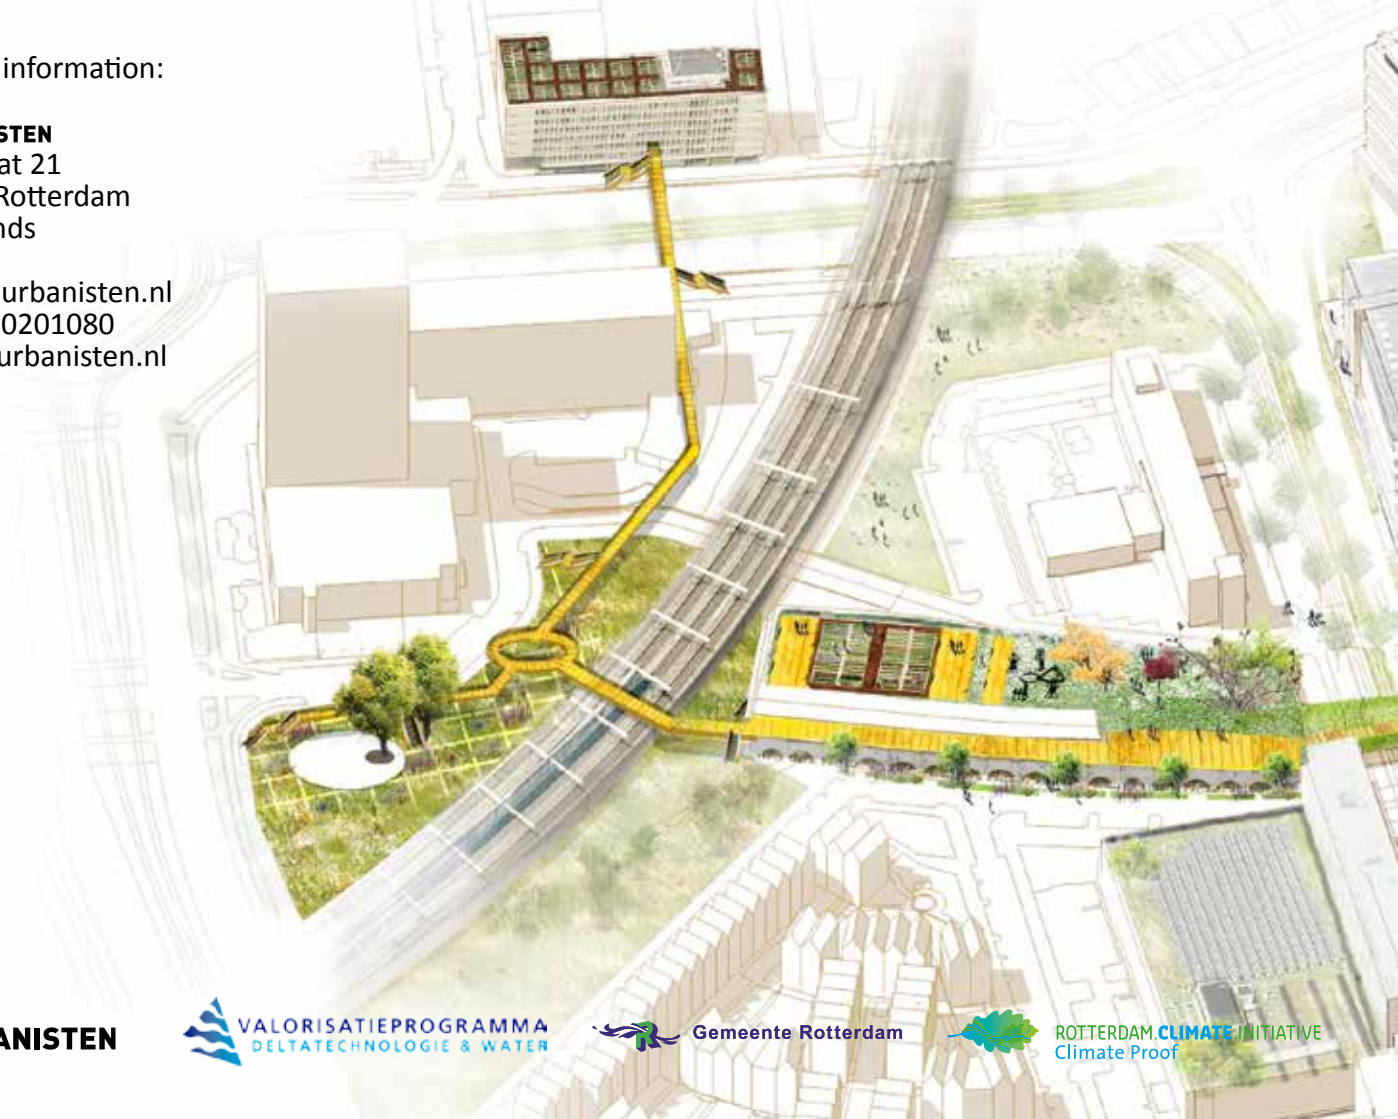 information:
STEN
at 21
Rotterdam
nds
urbanisten.nl
0201080
urbanisten.nl
ANISTEN
VALORISATIEPROGRAMMA
DELTATECHNOLOGIE & WATER
Gemeente Rotterdam
ROTTERDAM.CLIMATE.INITIATIVE
Climate Proof